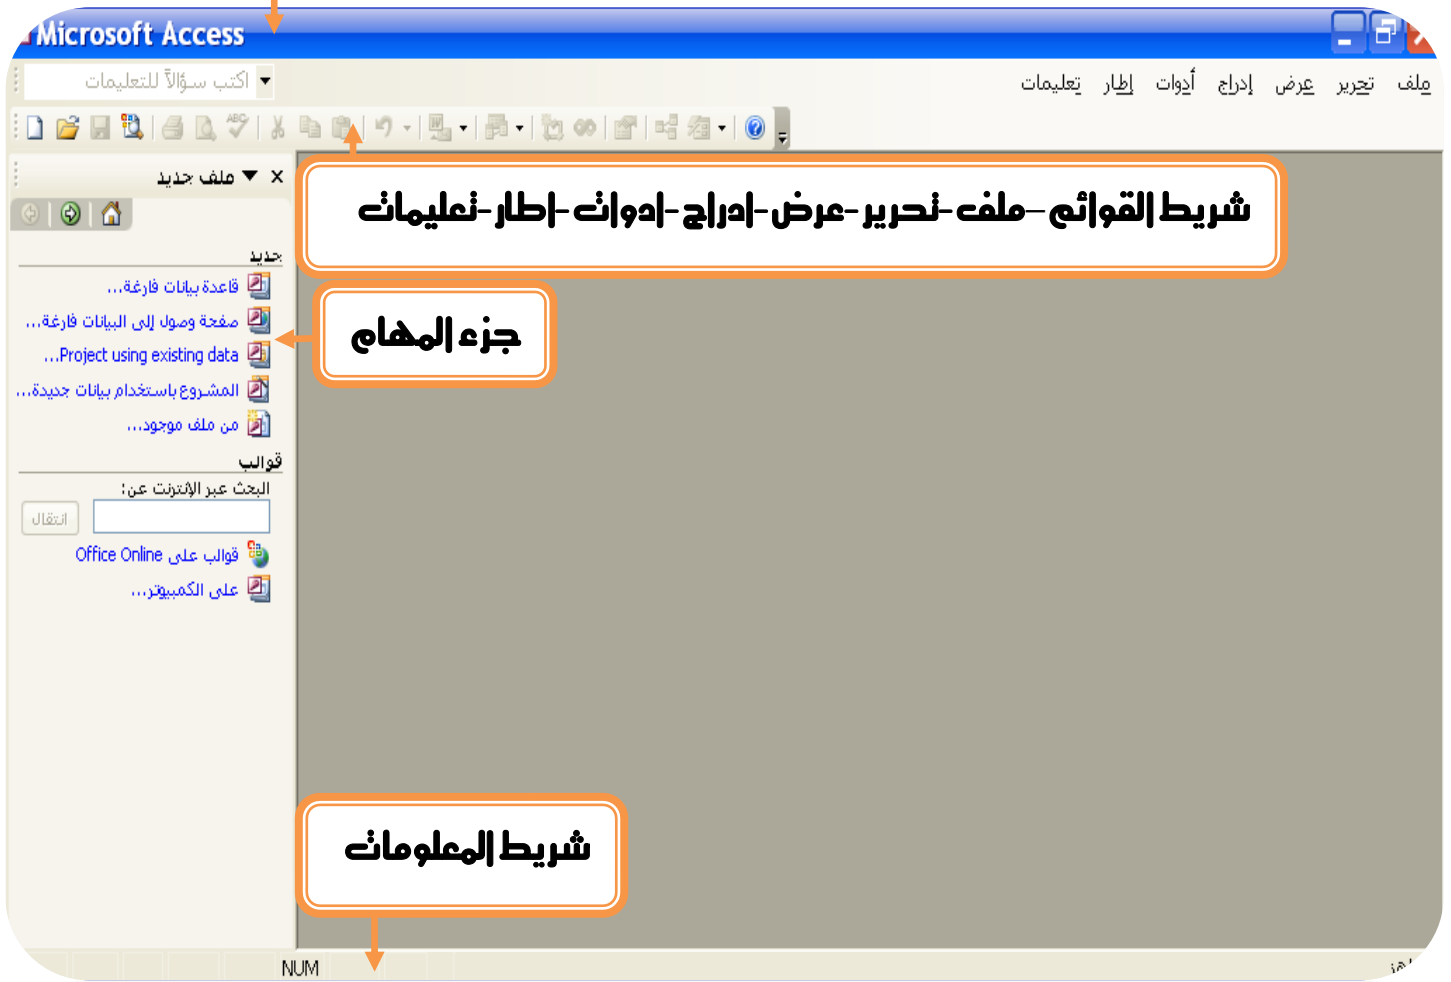 Microsoft Access
ملف تحرير عرض إدراج أدوات إطار تعليمات
اكتب سؤالاً للتعليمات
ملف جديد
شريط القوائم –ملف-تحرير-عرض-ادراج-ادوات-اطار-تعليمات
جديد
قاعدة بيانات فارغة...
صفحة وصول إلى البيانات فارغة...
جزء المهام
Project using existing data...
المشروع باستخدام بيانات جديدة...
من ملف موجود...
قوالب
البحث عبر الإنترنت عن:
انتقال
قوالب على Office Online
على الكمبيوتر...
شريط المعلومات
NUM